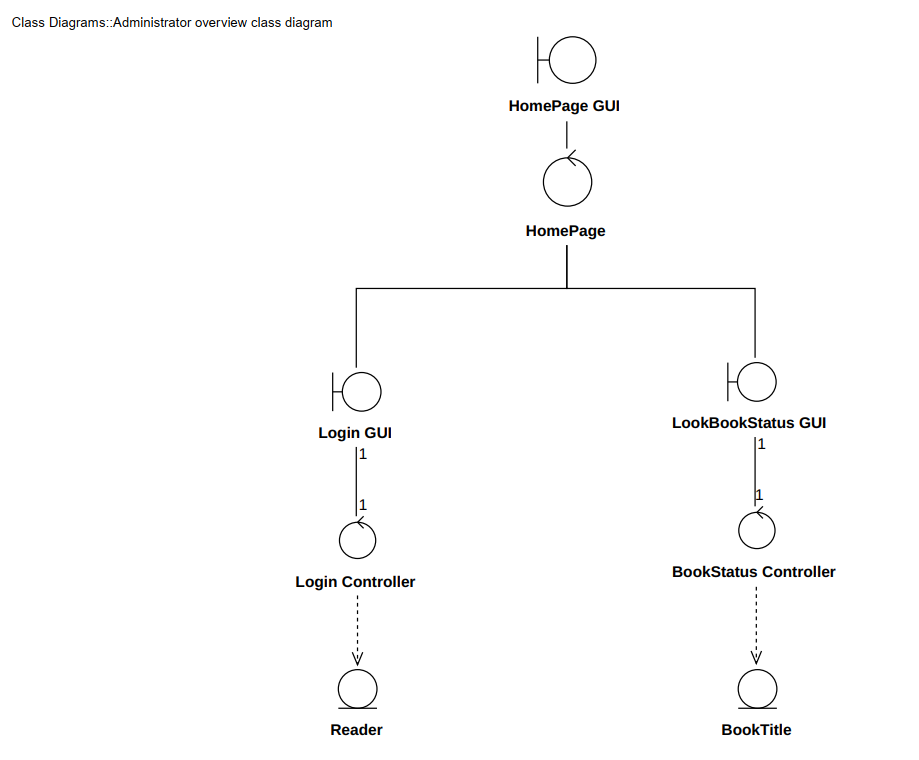 Class Diagrams::Administrator overview class diagram
HomePage GUI
HomePage
Login GUI
LookBookStatus GUI
1
1
1
1
Login Controller
BookStatus Controller
Reader
BookTitle